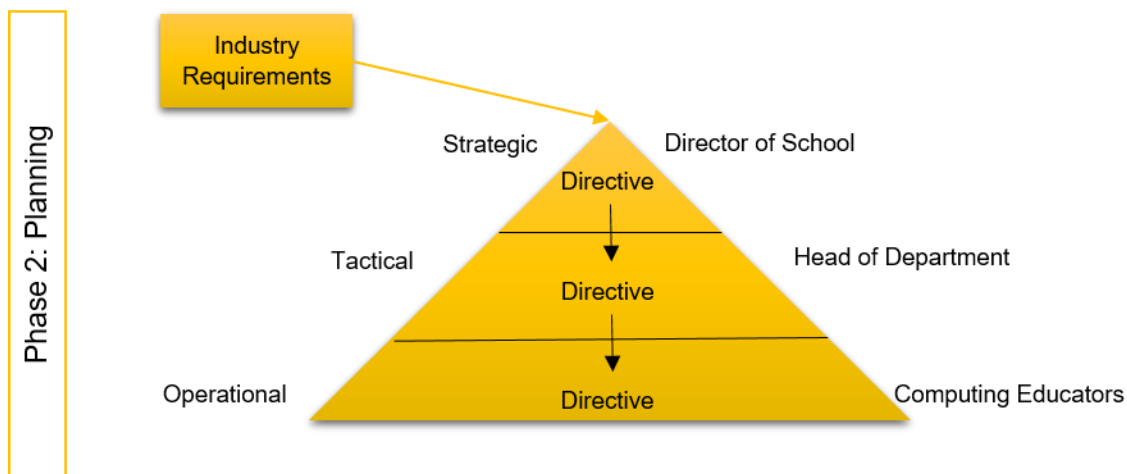 Phase 2: Planning
Industry
Requirements
Strategic
Director of School
Directive
Tactical
Head of Department
Directive
Operational
Computing Educators
Directive